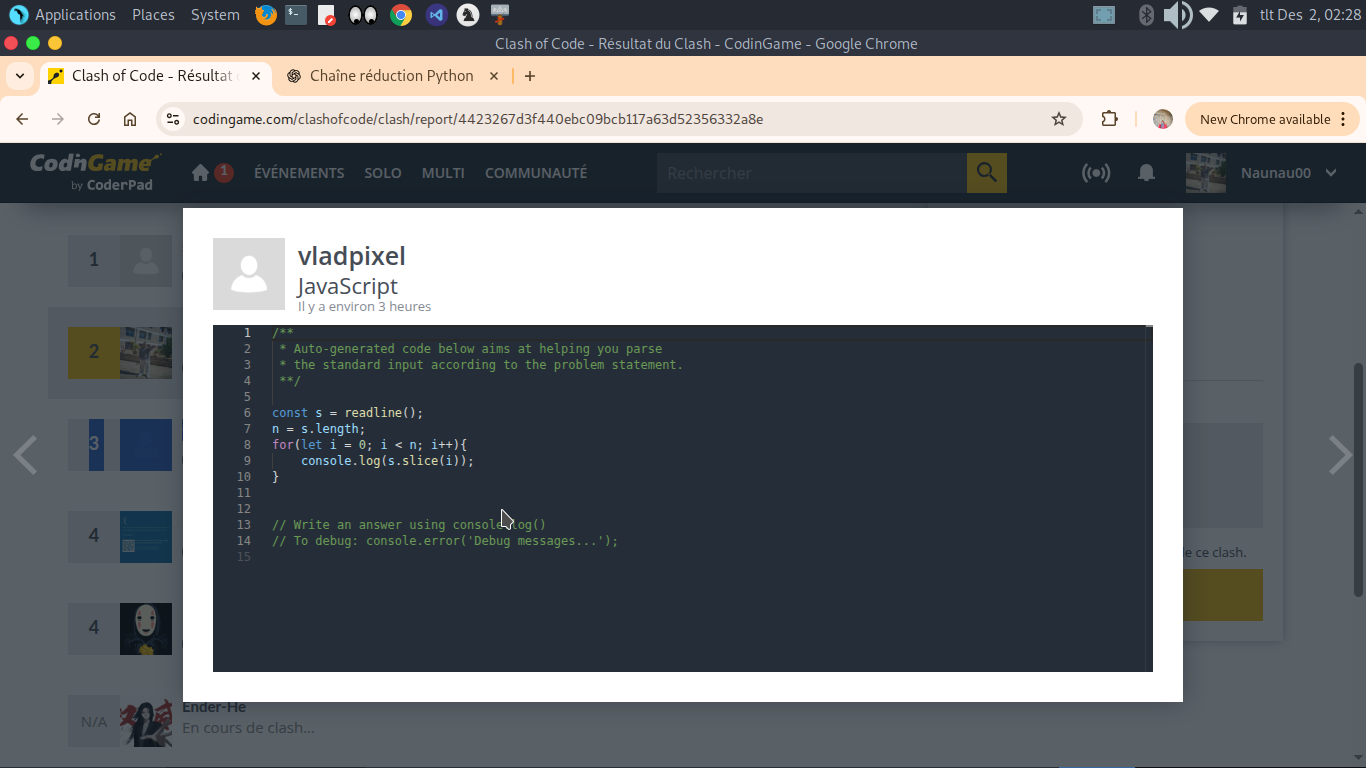 Applications Places System tlt Des 2, 02:28
Clash of Code - Résultat du Clash - CodinGame - Google Chrome
Clash of Code - Résultat Chaîne réduction Python
codingame.com/clashofcode/clash/report/4423267d3f440ebc09bcb117a63d52356332a8e New Chrome available
CodinGame
by CoderPad
1 ÉVÉNEMENTS SOLO MULTI COMMUNAUTÉ Rechercher Naunau00
1
2
3
4
4
N/A
vladpixel
JavaScript
Il y a environ 3 heures
1 /**
2 * Auto-generated code below aims at helping you parse
3 * the standard input according to the problem statement.
4 **/
5
6 const s = readline();
7 n = s.length;
8 for(let i = 0; i < n; i++){
9 console.log(s.slice(i));
10 }
11
12
13 // Write an answer using console.log()
14 // To debug: console.error('Debug messages...');
15
e ce clash.
Ender-He
En cours de clash...